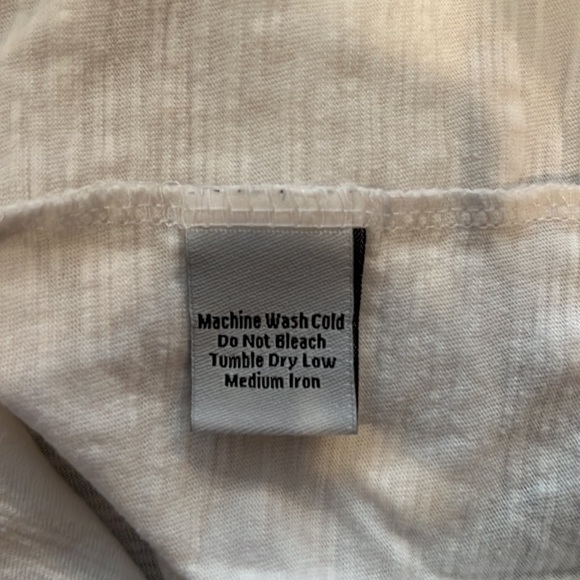 Machine Wash Cold
Do Not Bleach
Tumble Dry Low
Medium Iron